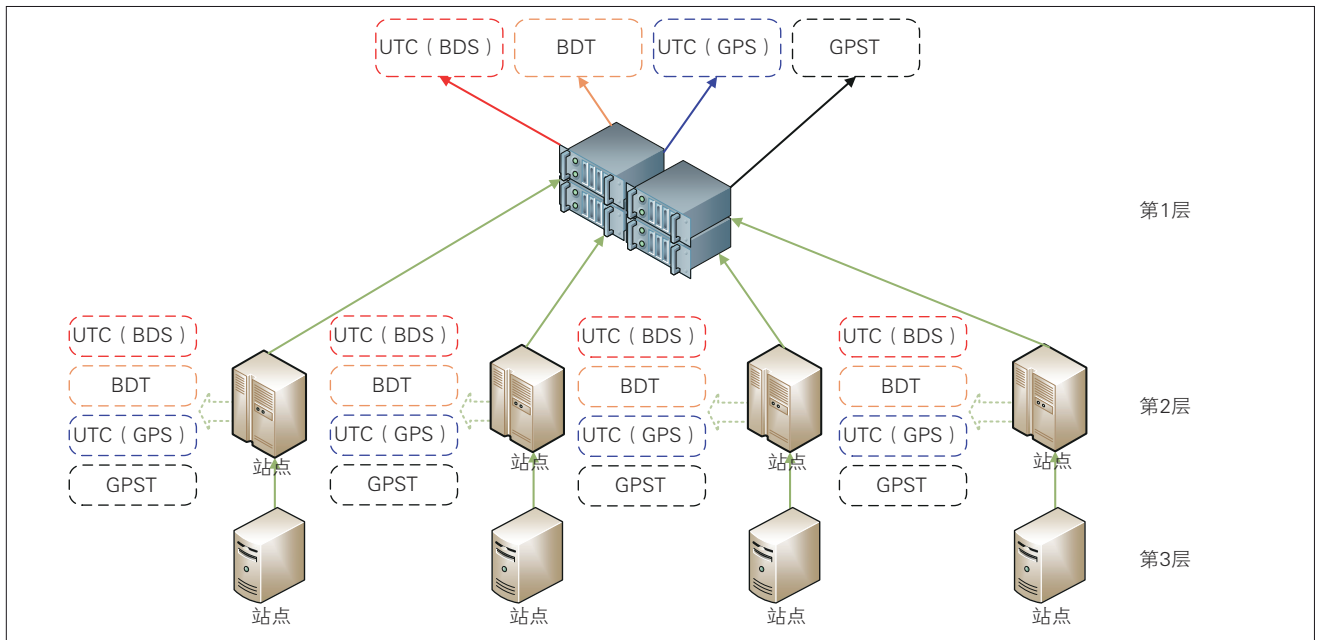 UTC（BDS）
BDT
UTC（GPS）
GPST
第1层
UTC（BDS）
BDT
UTC（GPS）
GPST
站点
UTC（BDS）
BDT
UTC（GPS）
GPST
站点
UTC（BDS）
BDT
UTC（GPS）
GPST
站点
UTC（BDS）
BDT
UTC（GPS）
GPST
站点
第2层
站点
站点
站点
站点
第3层